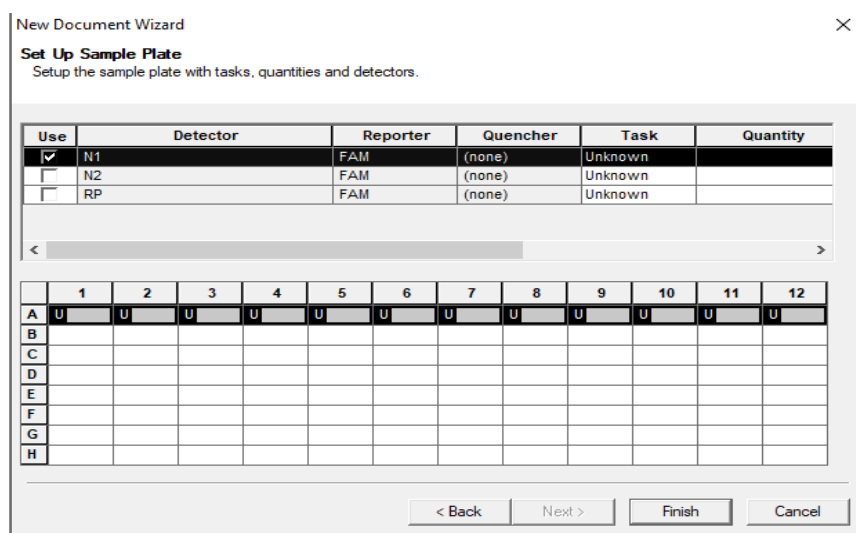 New Document Wizard
Set Up Sample Plate
Setup the sample plate with tasks, quantities and detectors.
Use Detector Reporter Quencher Task Quantity
N1 FAM (none) Unknown
N2 FAM (none) Unknown
RP FAM (none) Unknown
1 2 3 4 5 6 7 8 9 10 11 12
A U U U U U U U U U U U U
B
C
D
E
F
G
H
< Back Next > Finish Cancel